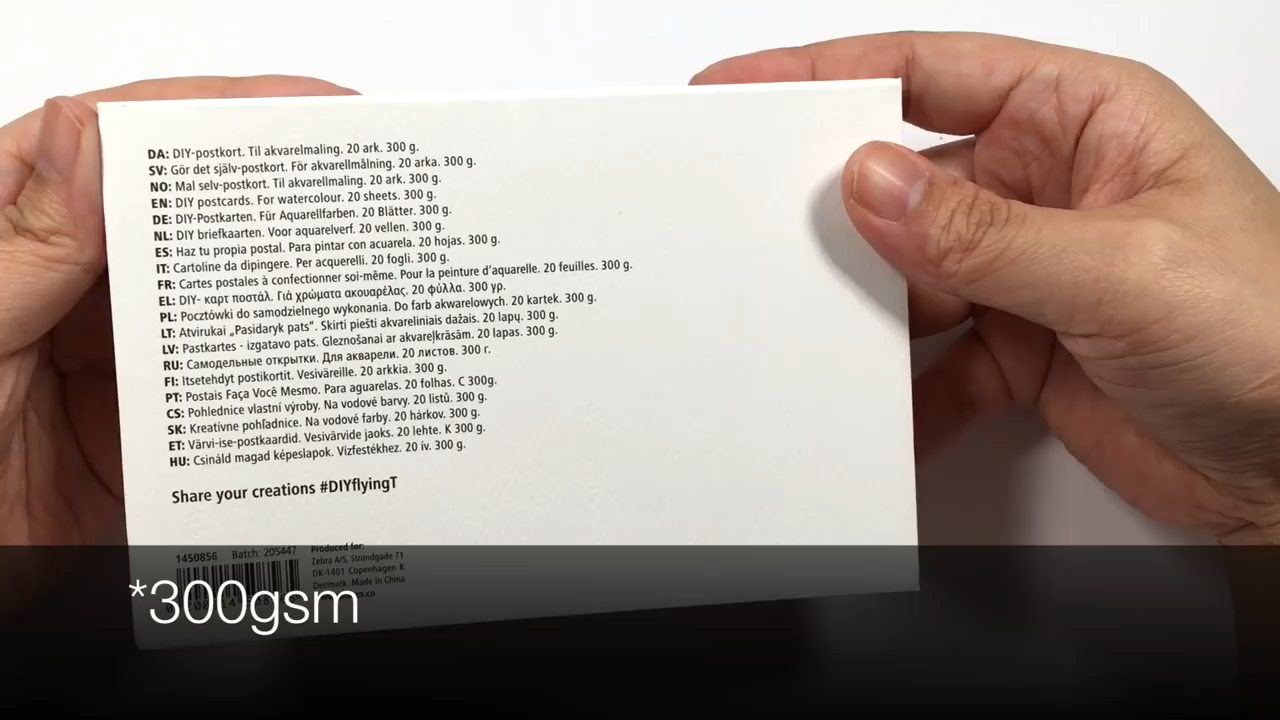 DA: DIY-postkort. Til akvarelmaling. 20 ark. 300 g.
SV: Gör det själv-postkort. För akvarellmålning. 20 arka. 300 g.
NO: Mal selv-postkort. Til akvarellmaling. 20 ark. 300 g.
EN: DIY postcards. For watercolour. 20 sheets. 300 g.
DE: DIY-Postkarten. Für Aquarellfarben. 20 Blätter. 300 g.
NL: DIY briefkaarten. Voor aquarelverf. 20 vellen. 300 g.
ES: Haz tu propia postal. Para pintar con acuarela. 20 hojas. 300 g.
IT: Cartoline da dipingere. Per acquerelli. 20 fogli. 300 g.
FR: Cartes postales à confectionner soi-même. Pour la peinture d'aquarelle. 20 feuilles. 300 g.
EL: DIY- καρτ ποστάλ. Γιά χρώματα ακουαρέλας. 20 φύλλα. 300 γρ.
PL: Pocztówki do samodzielnego wykonania. Do farb akwarelowych. 20 kartek. 300 g.
LT: Atvirukai „Pasidaryk pats". Skirti piešti akvareliniais dažais. 20 lapų. 300 g.
LV: Pastkartes - izgatavo pats. Gleznošanai ar akvareļkrāsām. 20 lapas. 300 g.
RU: Самодельные открытки. Для акварели. 20 листов. 300 г.
FI: Itsetehdyt postikortit. Vesiväreille. 20 arkkia. 300 g.
PT: Postais Faça Você Mesmo. Para aguarelas. 20 folhas. C 300g.
CS: Pohlednice vlastní výroby. Na vodové barvy. 20 listů. 300 g.
SK: Kreatívne pohľadnice. Na vodové farby. 20 hárkov. 300 g.
ET: Värvi-ise-postkaardid. Vesivärvide jaoks. 20 lehte. K 300 g.
HU: Csináld magad képeslapok. Vízfestékhez. 20 ív. 300 g.
Share your creations #DIYflyingT
1450856 Batch: 205447
Produced for:
Zebra A/S, Strandgade 71
DK-1401 Copenhagen K
Denmark. Made in China
*300gsm